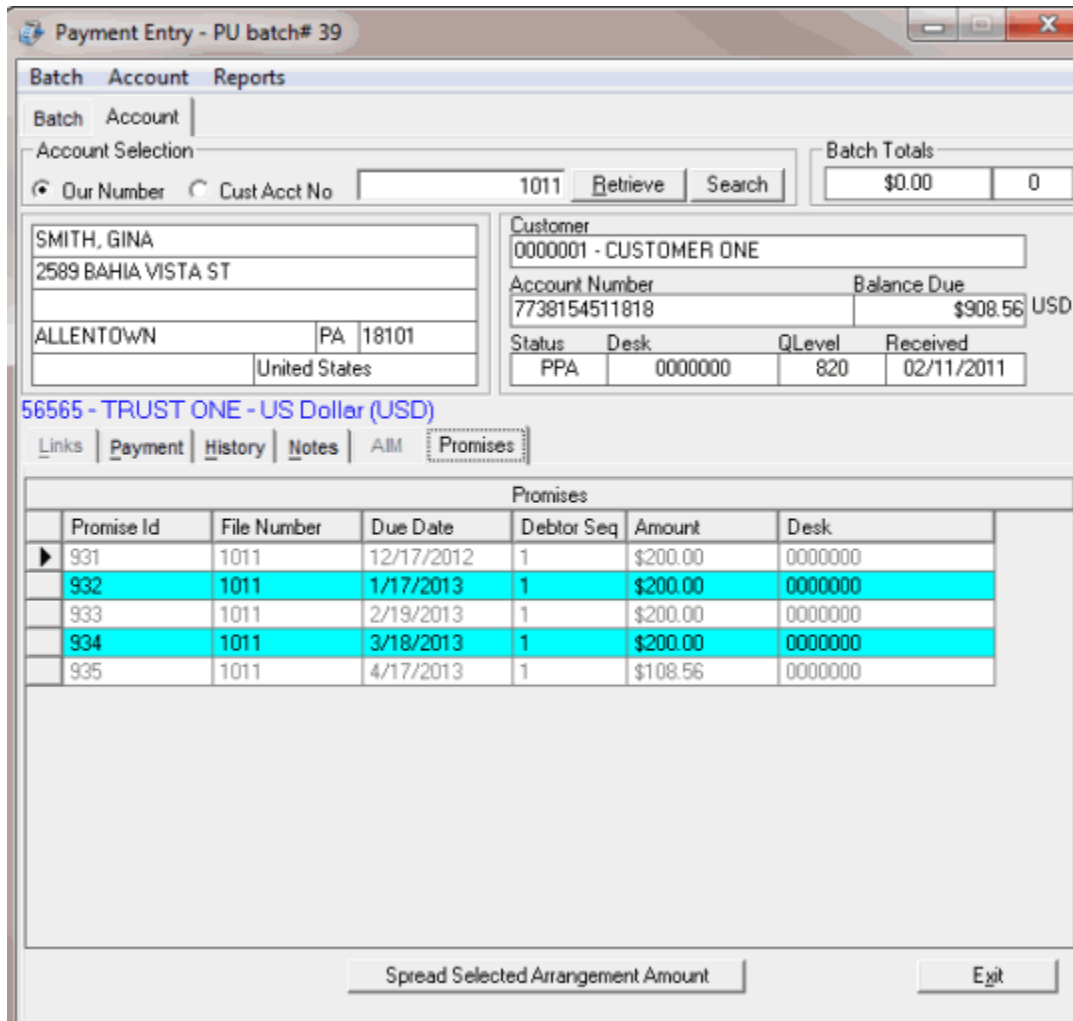 Payment Entry - PU batch# 39
Batch Account Reports
Batch Account
Account Selection
Our Number Cust Acct No 1011 Retrieve Search
Batch Totals
$0.00 0
SMITH, GINA
2589 BAHIA VISTA ST
ALLENTOWN PA 18101
United States
Customer
0000001 - CUSTOMER ONE
Account Number Balance Due
7738154511818 $908.56 USD
Status Desk QLevel Received
PPA 0000000 820 02/11/2011
56565 - TRUST ONE - US Dollar (USD)
Links Payment History Notes AIM Promises
Promises
Promise Id File Number Due Date Debtor Seq Amount Desk
931 1011 12/17/2012 1 $200.00 0000000
932 1011 1/17/2013 1 $200.00 0000000
933 1011 2/19/2013 1 $200.00 0000000
934 1011 3/18/2013 1 $200.00 0000000
935 1011 4/17/2013 1 $108.56 0000000
Spread Selected Arrangement Amount Exit